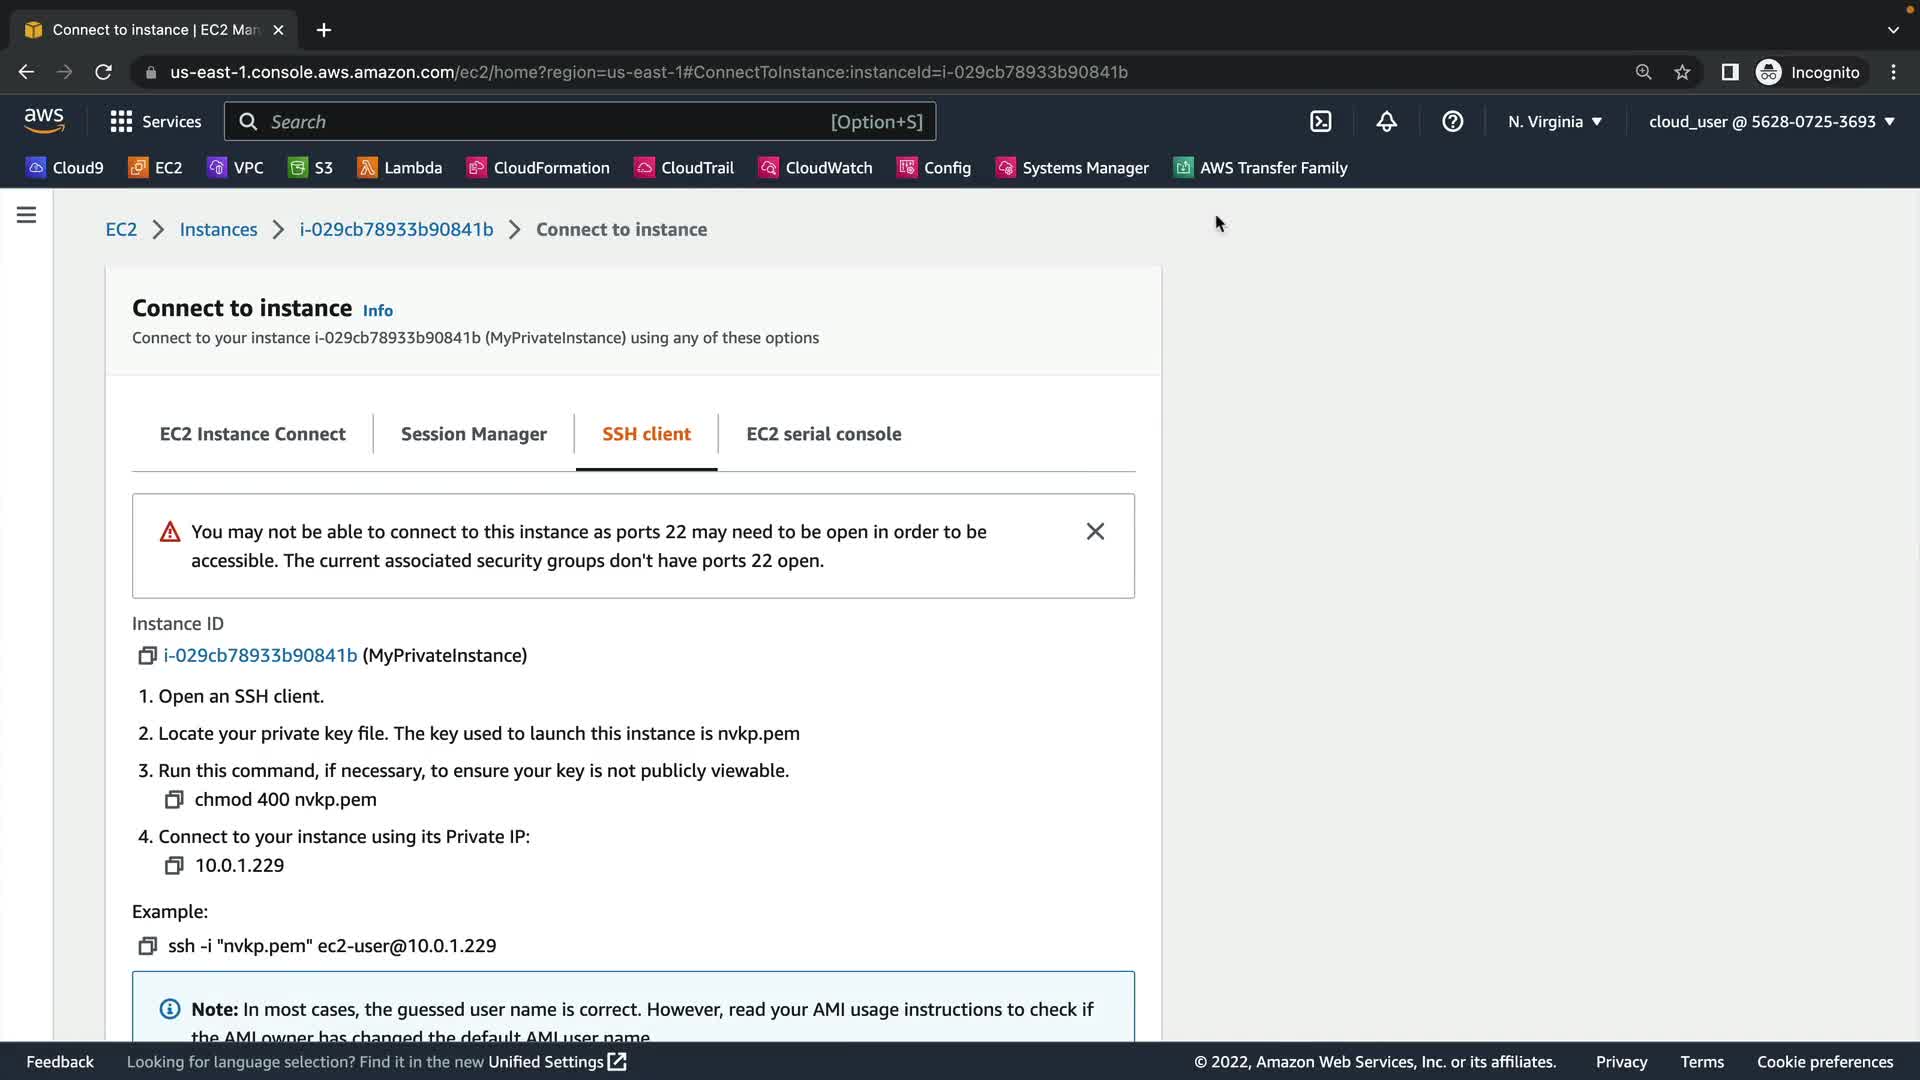 Connect to instance | EC2 Man
us-east-1.console.aws.amazon.com/ec2/home?region=us-east-1#ConnectToInstance:instanceId=i-029cb78933b90841b
Incognito
aws
Services
Search
[Option+S]
N. Virginia
cloud_user @ 5628-0725-3693
Cloud9
EC2
VPC
S3
Lambda
CloudFormation
CloudTrail
CloudWatch
Config
Systems Manager
AWS Transfer Family
EC2 > Instances > i-029cb78933b90841b > Connect to instance
Connect to instance Info
Connect to your instance i-029cb78933b90841b (MyPrivateInstance) using any of these options
EC2 Instance Connect
Session Manager
SSH client
EC2 serial console
You may not be able to connect to this instance as ports 22 may need to be open in order to be
accessible. The current associated security groups don't have ports 22 open.
Instance ID
i-029cb78933b90841b (MyPrivateInstance)
1. Open an SSH client.
2. Locate your private key file. The key used to launch this instance is nvkp.pem
3. Run this command, if necessary, to ensure your key is not publicly viewable.
chmod 400 nvkp.pem
4. Connect to your instance using its Private IP:
10.0.1.229
Example:
ssh -i "nvkp.pem" ec2-user@10.0.1.229
Note: In most cases, the guessed user name is correct. However, read your AMI usage instructions to check if
the AMI owner has changed the default AMI user name.
Feedback
Looking for language selection? Find it in the new Unified Settings
© 2022, Amazon Web Services, Inc. or its affiliates.
Privacy
Terms
Cookie preferences